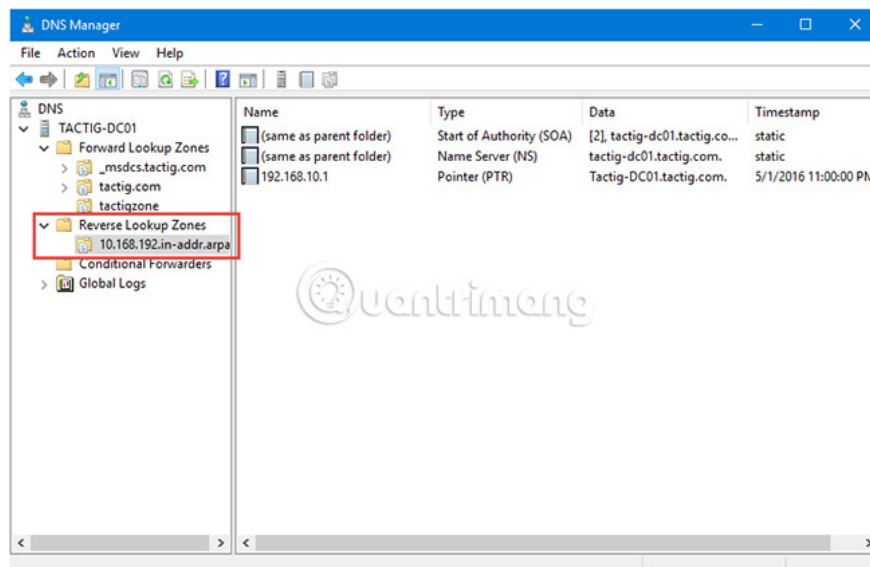 DNS Manager
File Action View Help
DNS
TACTIG-DC01
Forward Lookup Zones
_msdcs.tactig.com
tactig.com
tactigzone
Reverse Lookup Zones
10.168.192.in-addr.arpa
Conditional Forwarders
Global Logs
Name Type Data Timestamp
(same as parent folder) Start of Authority (SOA) [2], tactig-dc01.tactig.co... static
(same as parent folder) Name Server (NS) tactig-dc01.tactig.com. static
192.168.10.1 Pointer (PTR) Tactig-DC01.tactig.com. 5/1/2016 11:00:00 PM
Quantrimang